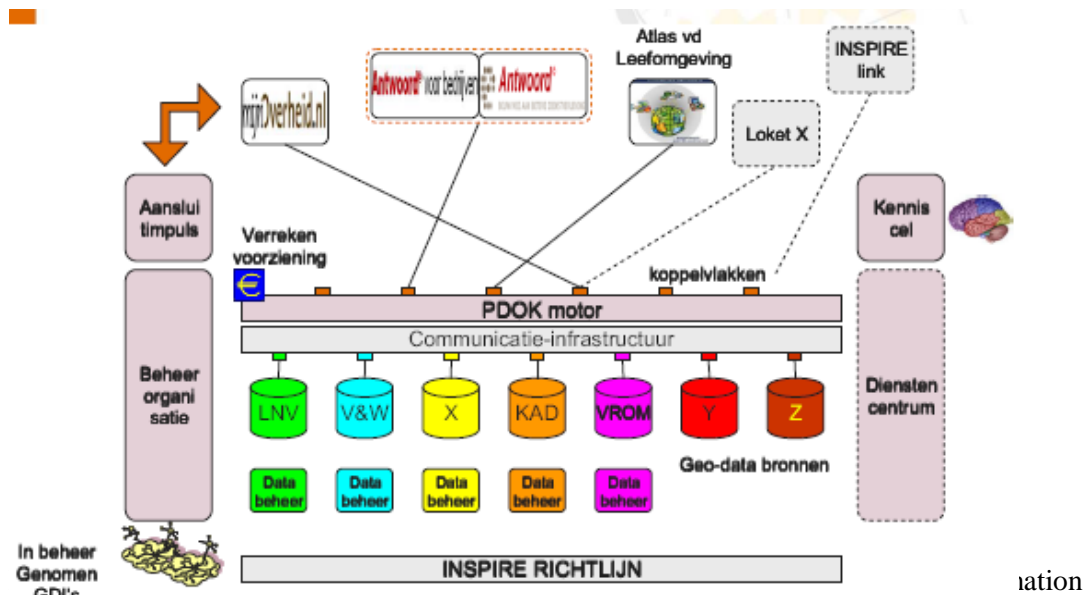 Atlas vd
Leefomgeving
INSPIRE
link
mijnOverheid.nl
Antwoord® voor bedrijven
Antwoord®
Loket X
Aanslui
timpuls
Kennis
cel
Verreken
voorziening
€
koppelvlakken
PDOK motor
Communicatie-infrastructuur
Beheer
organi
satie
LNV
V&W
X
KAD
VROM
Y
Z
Diensten
centrum
Geo-data bronnen
Data
beheer
Data
beheer
Data
beheer
Data
beheer
Data
beheer
In beheer
Genomen
GDI's
INSPIRE RICHTLIJN